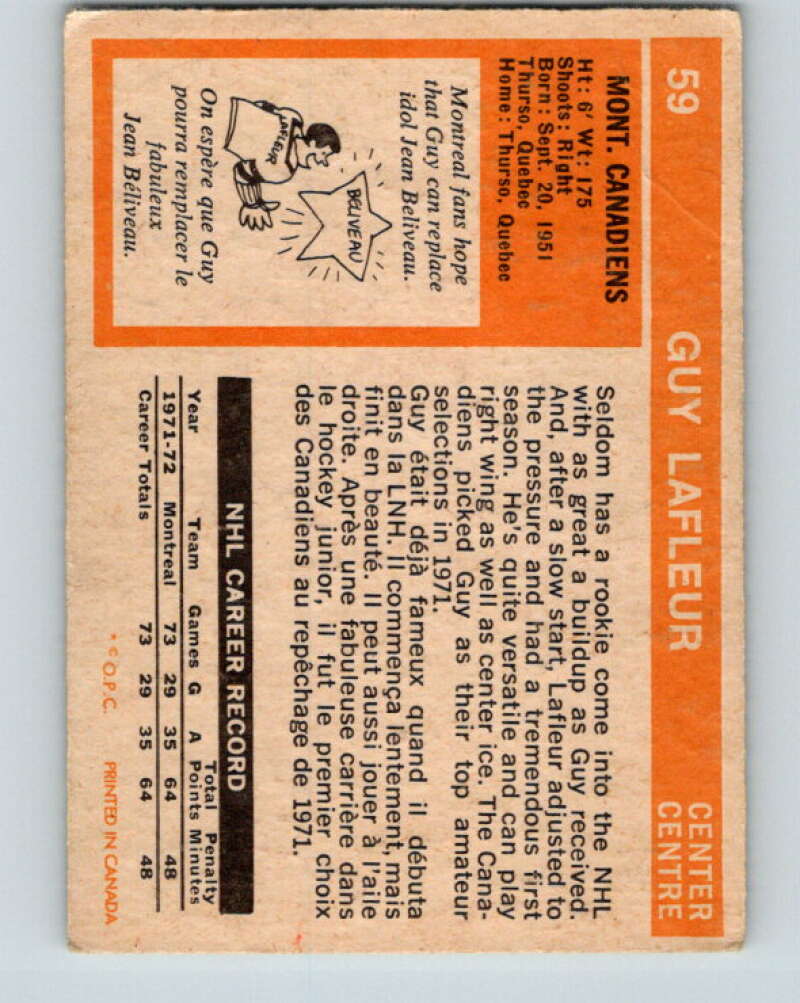 59 GUY LAFLEUR CENTER
CENTRE
MONT. CANADIENS
Ht: 6' Wt: 175
Shoots: Right
Born: Sept. 20, 1951
Thurso, Quebec
Home: Thurso, Quebec
Montreal fans hope
that Guy can replace
idol Jean Beliveau.
BELIVEAU
LAFLEUR
On espère que Guy
pourra remplacer le
fabuleux
Jean Béliveau.
Seldom has a rookie come into the NHL
with as great a buildup as Guy received.
And, after a slow start, Lafleur adjusted to
the pressure and had a tremendous first
season. He's quite versatile and can play
right wing as well as center ice. The Cana-
diens picked Guy as their top amateur
selections in 1971.
Guy était déjà fameux quand il débuta
dans la LNH. Il commença lentement, mais
finit en beauté. Il peut aussi jouer à l'aile
droite. Après une fabuleuse carrière dans
le hockey junior, il fut le premier choix
des Canadiens au repêchage de 1971.
NHL CAREER RECORD
Total Penalty
Year Team Games G A Points Minutes
1971-72 Montreal 73 29 35 64 48
Career Totals 73 29 35 64 48
* © O.P.C. PRINTED IN CANADA